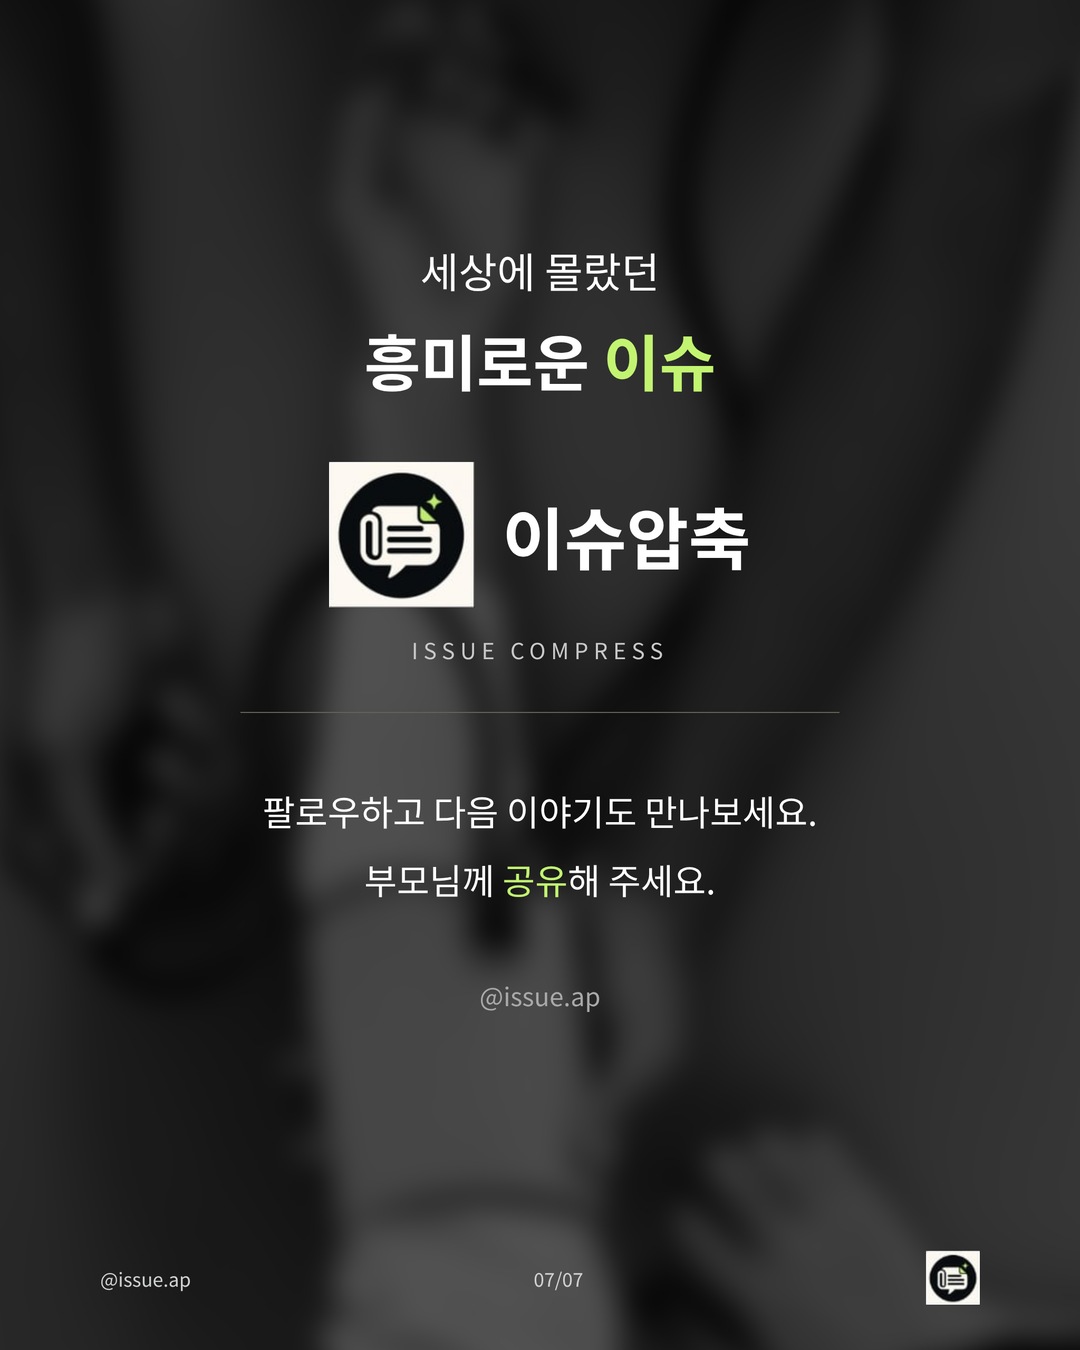 세상에 몰랐던
흥미로운 이슈
이슈압축
ISSUE COMPRESS
팔로우하고 다음 이야기도 만나보세요.
부모님께 공유해 주세요.
@issue.ap
@issue.ap
07/07